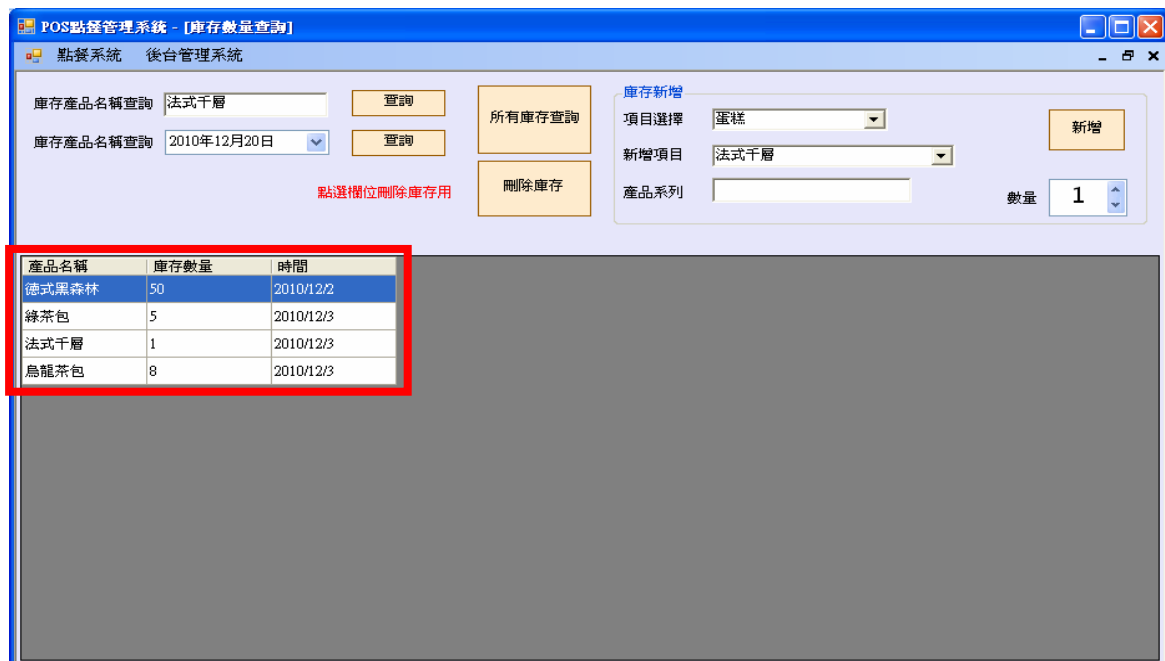 POS點餐管理系統 - [庫存數量查詢]
點餐系統 後台管理系統
庫存產品名稱查詢 法式千層 查詢
庫存產品名稱查詢 2010年12月20日 查詢
點選欄位刪除庫存用
所有庫存查詢
刪除庫存
庫存新增
項目選擇 蛋糕
新增項目 法式千層
產品系列
新增
數量 1
產品名稱 庫存數量 時間
德式黑森林 50 2010/12/2
綠茶包 5 2010/12/3
法式千層 1 2010/12/3
烏龍茶包 8 2010/12/3